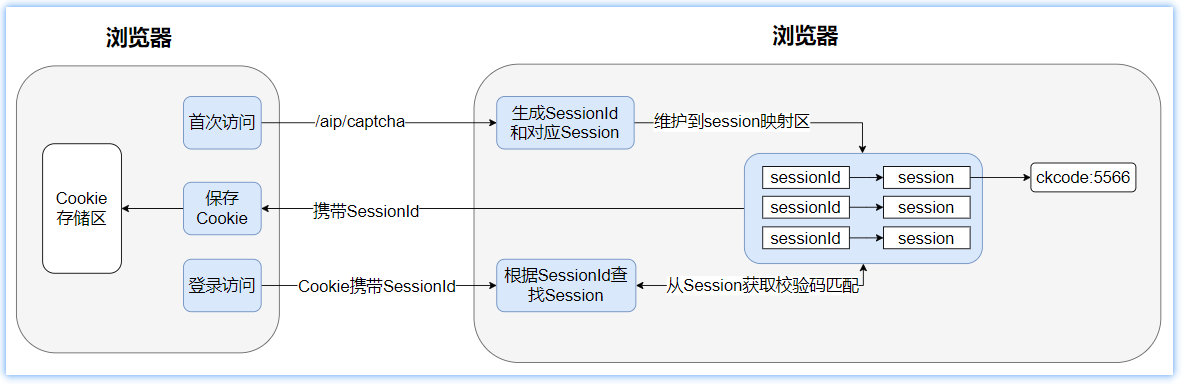 浏览器
浏览器
首次访问
/aip/captcha
生成SessionId
和对应Session
维护到session映射区
sessionId
session
ckcode:5566
sessionId
session
sessionId
session
Cookie
存储区
保存
Cookie
携带SessionId
登录访问
Cookie携带SessionId
根据SessionId查
找Session
从Session获取校验码匹配